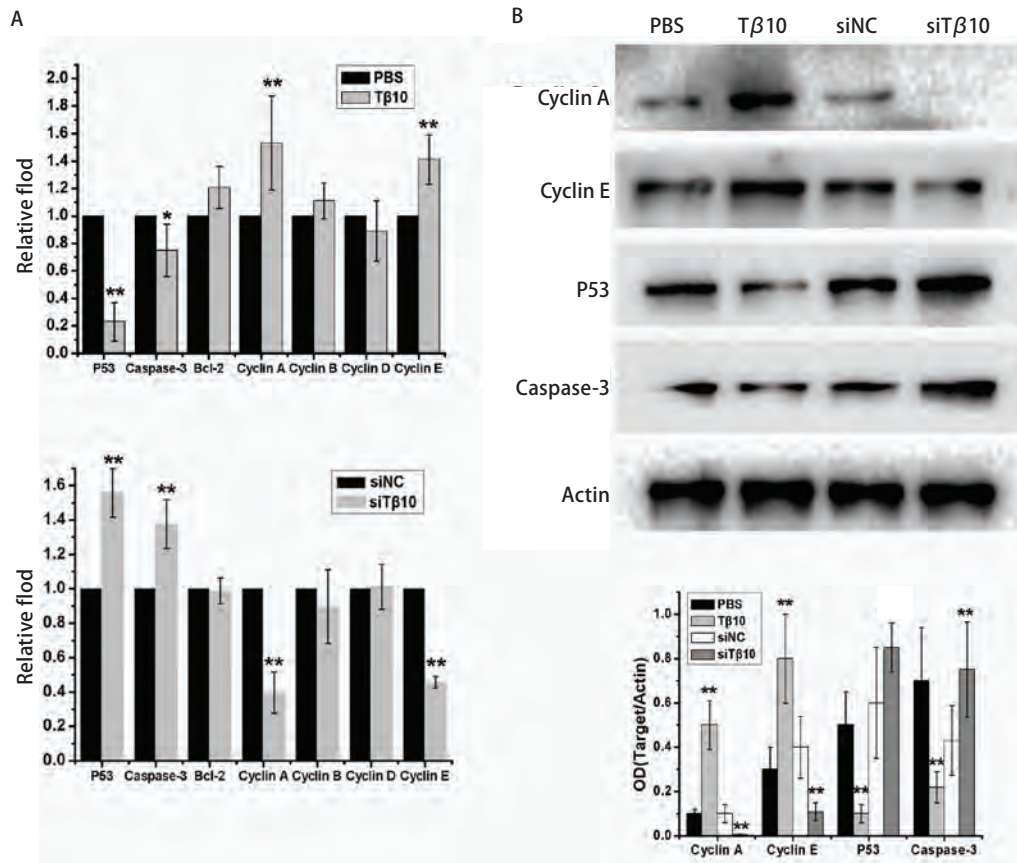 A
Relative flod
2.0
1.8
1.6
1.4
1.2
1.0
0.8
0.6
0.4
0.2
0.0
PBS
Tβ10
**
*
**
**
P53 Caspase-3 Bcl-2 Cyclin A Cyclin B Cyclin D Cyclin E
Relative flod
1.6
1.4
1.2
1.0
0.8
0.6
0.4
0.2
0.0
siNC
siTβ10
**
**
**
**
P53 Caspase-3 Bcl-2 Cyclin A Cyclin B Cyclin D Cyclin E
B
PBS Tβ10 siNC siTβ10
Cyclin A
Cyclin E
P53
Caspase-3
Actin
OD(Target/Actin)
1.0
0.8
0.4
0.2
0.0
PBS
Tβ10
siNC
siTβ10
**
**
**
**
**
**
**
Cyclin A Cyclin E P53 Caspase-3